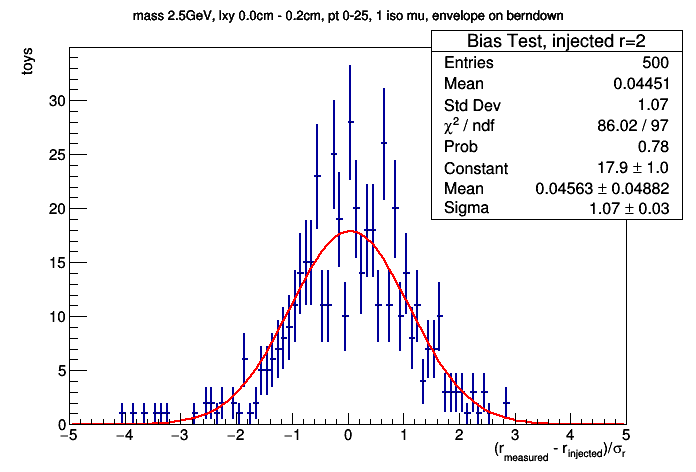 mass 2.5GeV, lxy 0.0cm - 0.2cm, pt 0-25, 1 iso mu, envelope on berndown
Bias Test, injected r=2
Entries 500
Mean 0.04451
Std Dev 1.07
χ² / ndf 86.02 / 97
Prob 0.78
Constant 17.9 ± 1.0
Mean 0.04563 ± 0.04882
Sigma 1.07 ± 0.03
toys
30
25
20
15
10
5
0
−5 −4 −3 −2 −1 0 1 2 3 4 5
(r_measured - r_injected)/σ_r